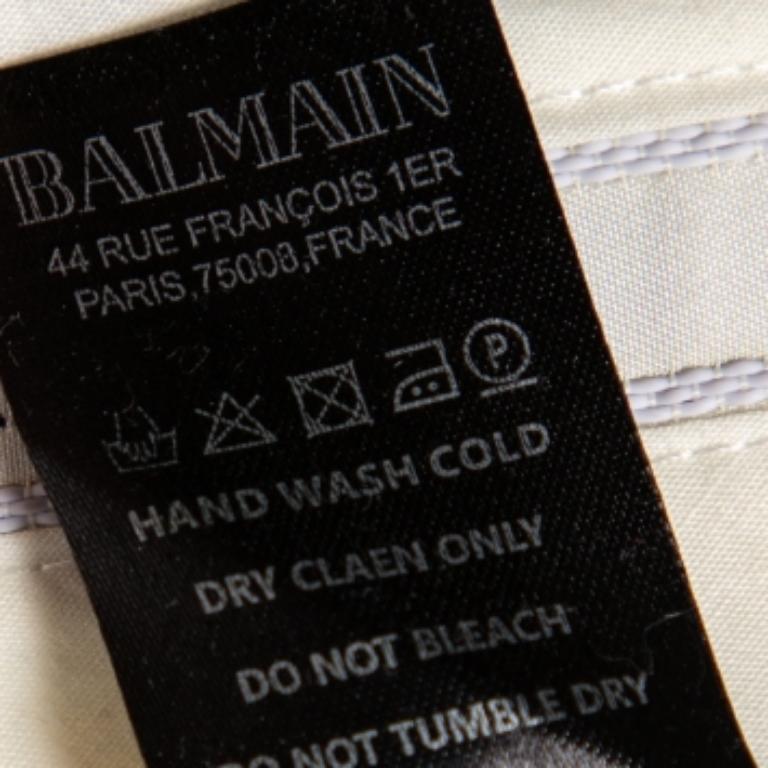 BALMAIN
44 RUE FRANÇOIS 1ER
PARIS,75008,FRANCE
P
HAND WASH COLD
DRY CLAEN ONLY
DO NOT BLEACH
DO NOT TUMBLE DRY